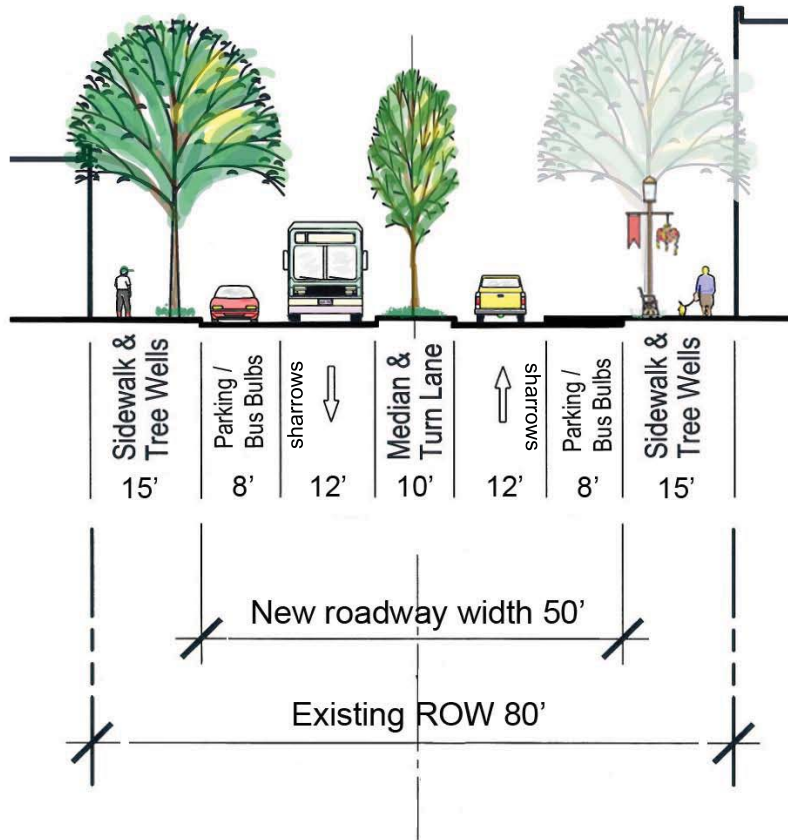 Sidewalk &
Tree Wells
Parking /
Bus Bulbs
sharrows
Median &
Turn Lane
sharrows
Parking /
Bus Bulbs
Sidewalk &
Tree Wells
15’
8’
12’
10’
12’
8’
15’
New roadway width 50’
Existing ROW 80’